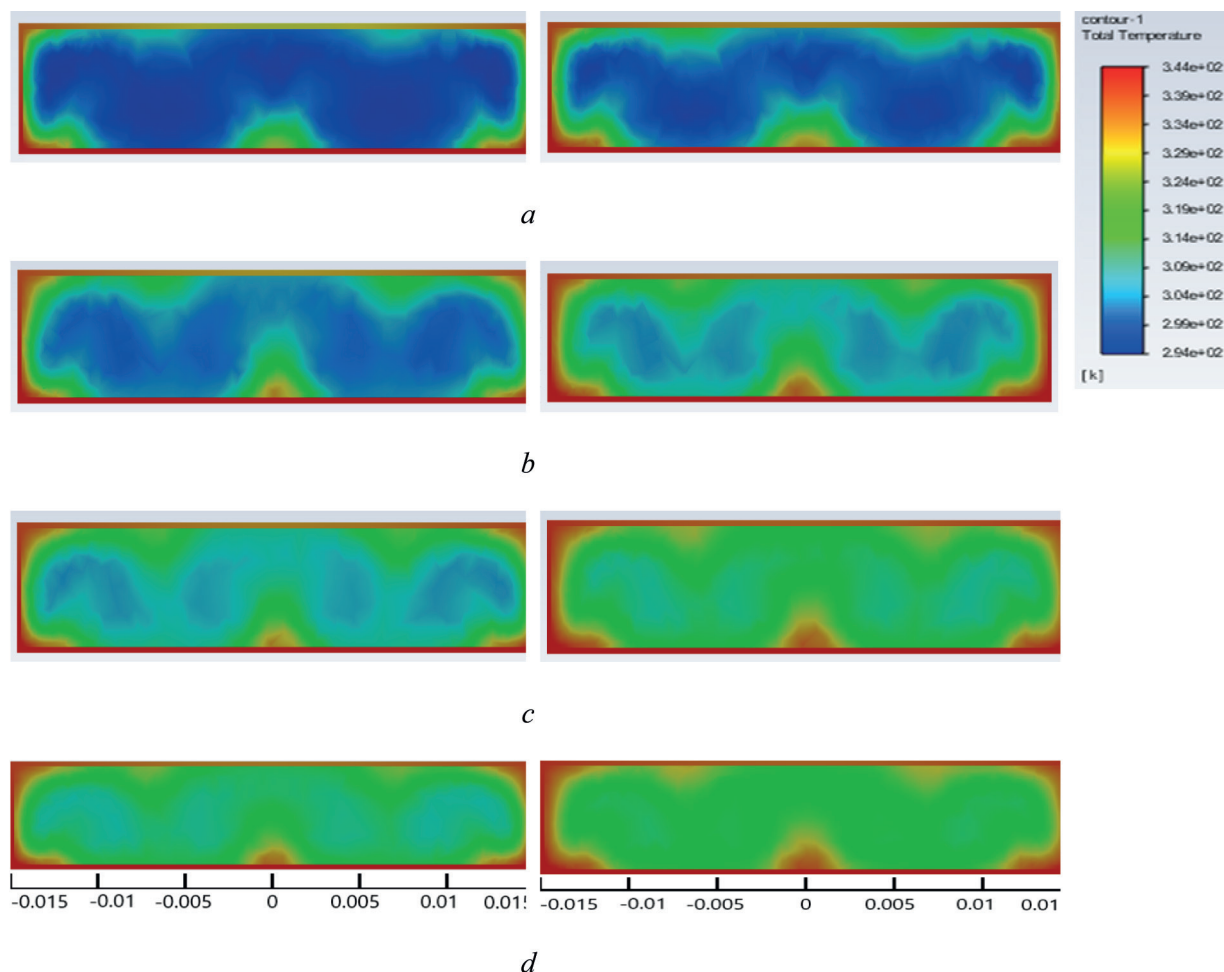 contour-1
Total Temperature
3.44e+02
3.39e+02
3.34e+02
3.29e+02
3.24e+02
3.19e+02
3.14e+02
3.09e+02
3.04e+02
2.99e+02
2.94e+02
[ k ]
a
b
c
-0.015 -0.01 -0.005 0 0.005 0.01 0.015
-0.015 -0.01 -0.005 0 0.005 0.01 0.01
d